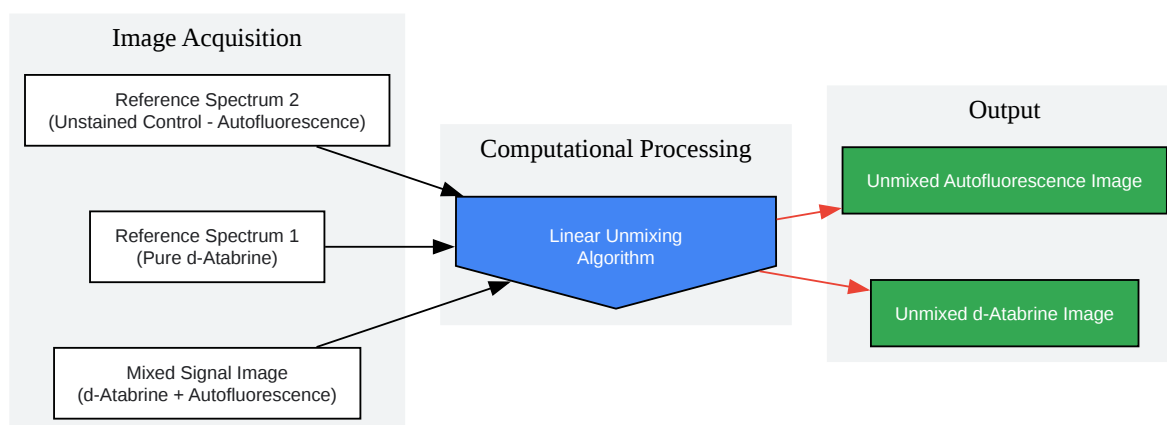 Image Acquisition
Reference Spectrum 2
(Unstained Control - Autofluorescence)
Reference Spectrum 1
(Pure d-Atabrine)
Mixed Signal Image
(d-Atabrine + Autofluorescence)
Computational Processing
Linear Unmixing
Algorithm
Output
Unmixed Autofluorescence Image
Unmixed d-Atabrine Image